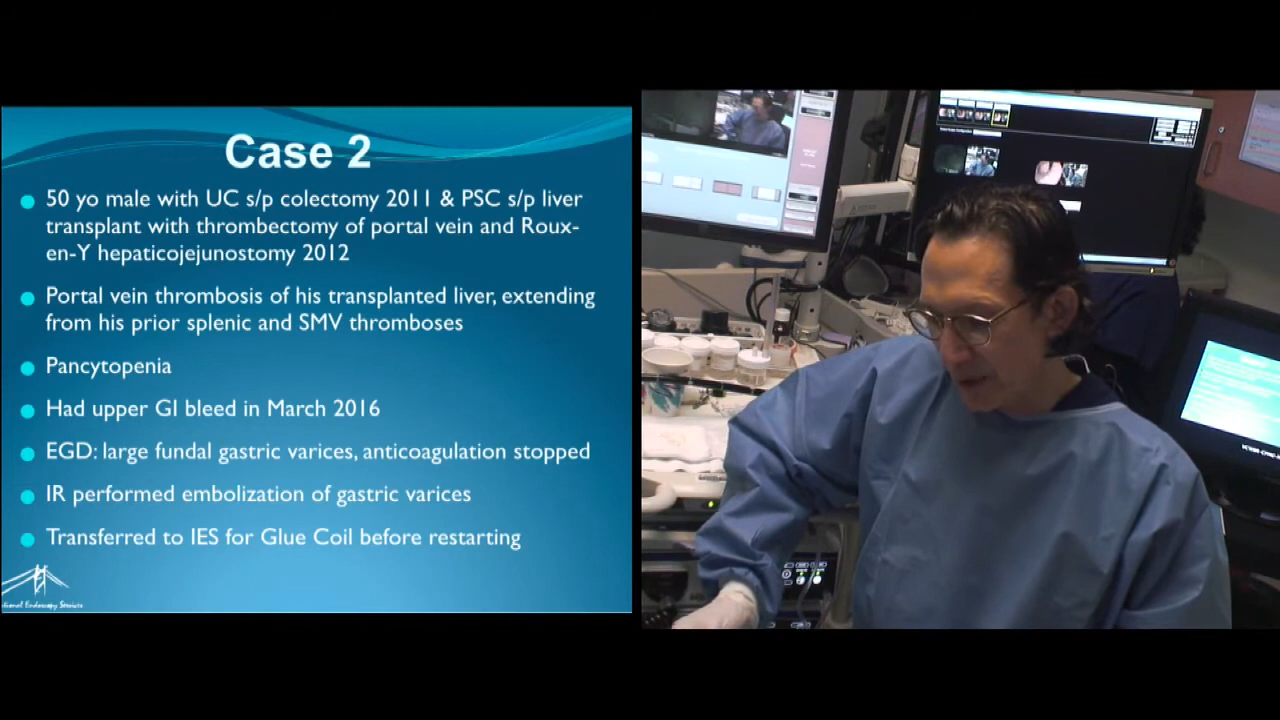 Case 2
50 yo male with UC s/p colectomy 2011 & PSC s/p liver
transplant with thrombectomy of portal vein and Roux-
en-Y hepaticojejunostomy 2012
Portal vein thrombosis of his transplanted liver, extending
from his prior splenic and SMV thromboses
Pancytopenia
Had upper GI bleed in March 2016
EGD: large fundal gastric varices, anticoagulation stopped
IR performed embolization of gastric varices
Transferred to IES for Glue Coil before restarting
Endoscopy Services